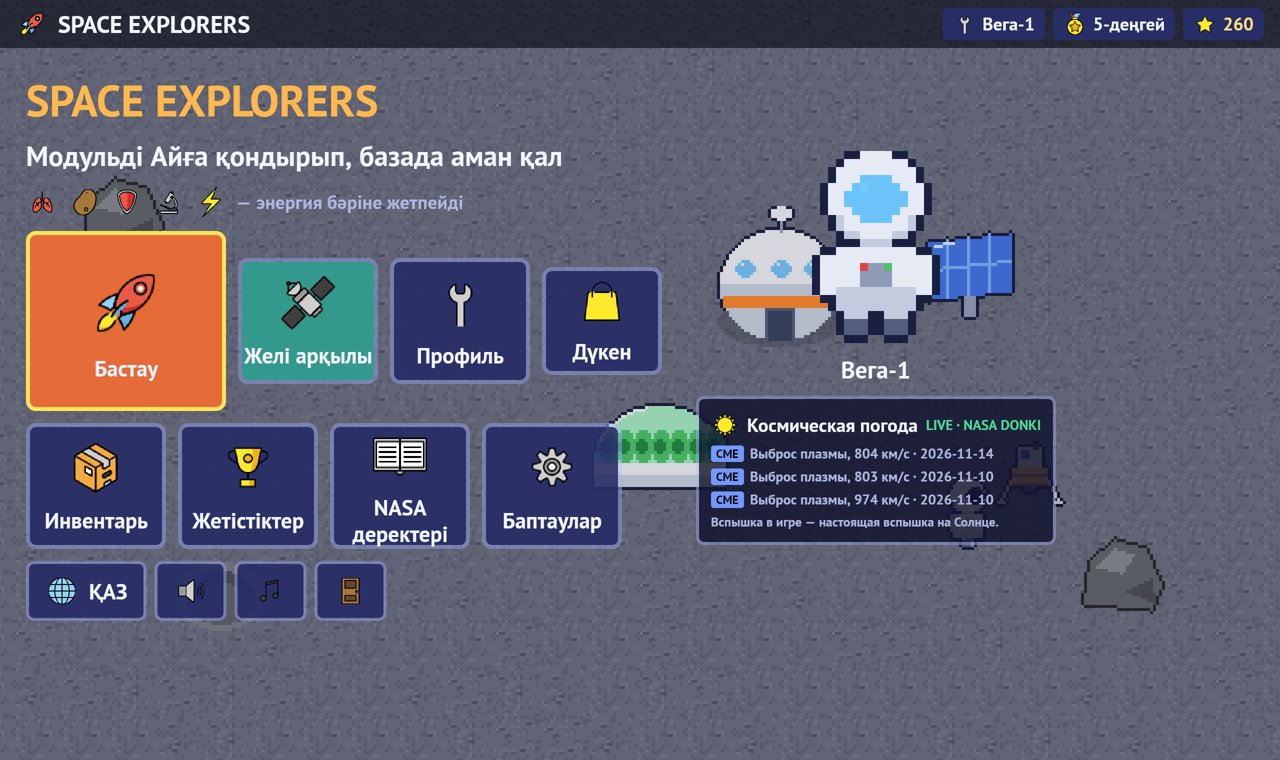 SPACE EXPLORERS
Вега-1
5-деңгей
260
SPACE EXPLORERS
Модульді Айға қондырып, базада аман қал
— энергия бәріне жетпейді
Бастау
Желі арқылы
Профиль
Дүкен
Вега-1
Инвентарь
Жетістіктер
NASA
деректері
Баптаулар
Космическая погода LIVE · NASA DONKI
CME Выброс плазмы, 804 км/с · 2026-11-14
CME Выброс плазмы, 803 км/с · 2026-11-10
CME Выброс плазмы, 974 км/с · 2026-11-10
Вспышка в игре — настоящая вспышка на Солнце.
ҚАЗ